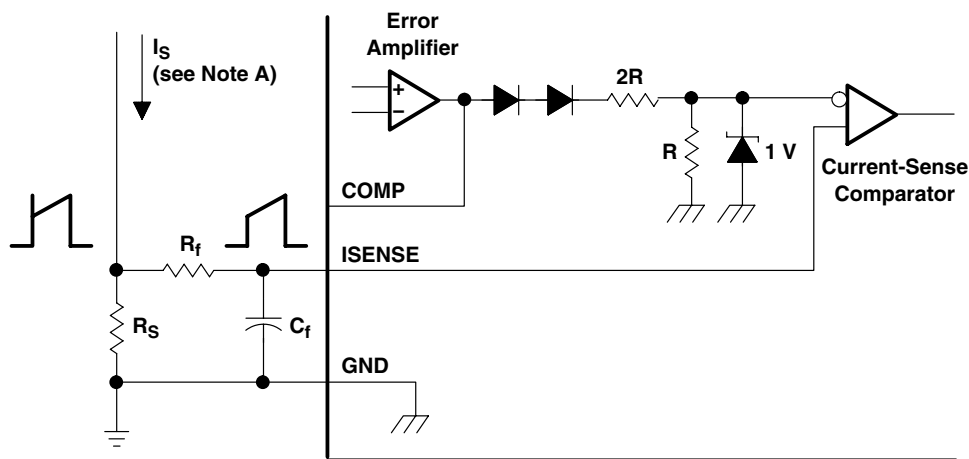 Error
Amplifier
I_S
(see Note A)
+
−
2R
R
1 V
Current-Sense
Comparator
COMP
R_f
ISENSE
R_S
C_f
GND